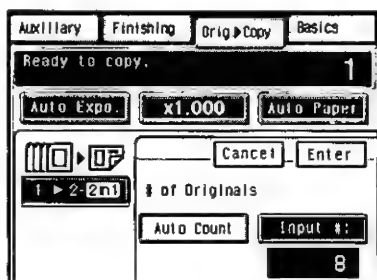 Auxiliary Finishing Orig▶Copy Basics
Ready to copy. 1
Auto Expo. x1.000 Auto Paper
Cancel Enter
1 ▶ 2-2in1
# of Originals
Auto Count Input #:
8